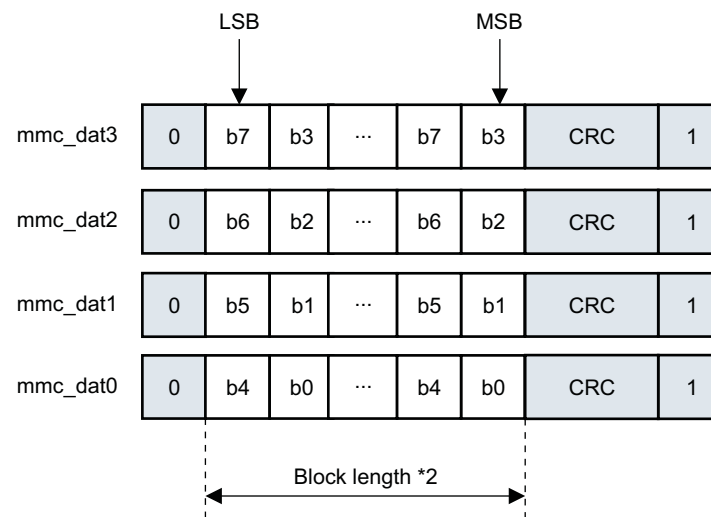 LSB MSB
mmc_dat3 0 b7 b3 ... b7 b3 CRC 1
mmc_dat2 0 b6 b2 ... b6 b2 CRC 1
mmc_dat1 0 b5 b1 ... b5 b1 CRC 1
mmc_dat0 0 b4 b0 ... b4 b0 CRC 1
Block length *2